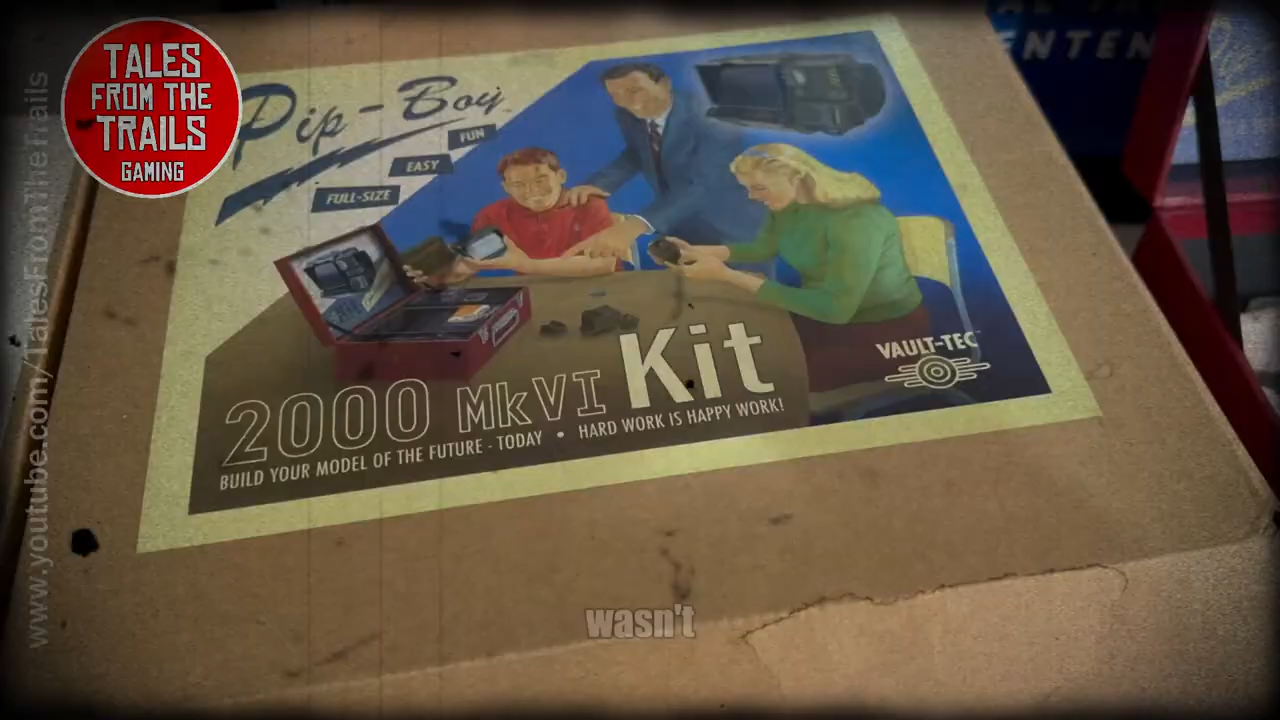 TALES
FROM THE
TRAILS
GAMING
www.youtube.com/TalesFromTheTrails
Pip-Boy
FUN
EASY
FULL-SIZE
VAULT-TEC
2000 MkVI Kit
BUILD YOUR MODEL OF THE FUTURE - TODAY • HARD WORK IS HAPPY WORK!
wasn't